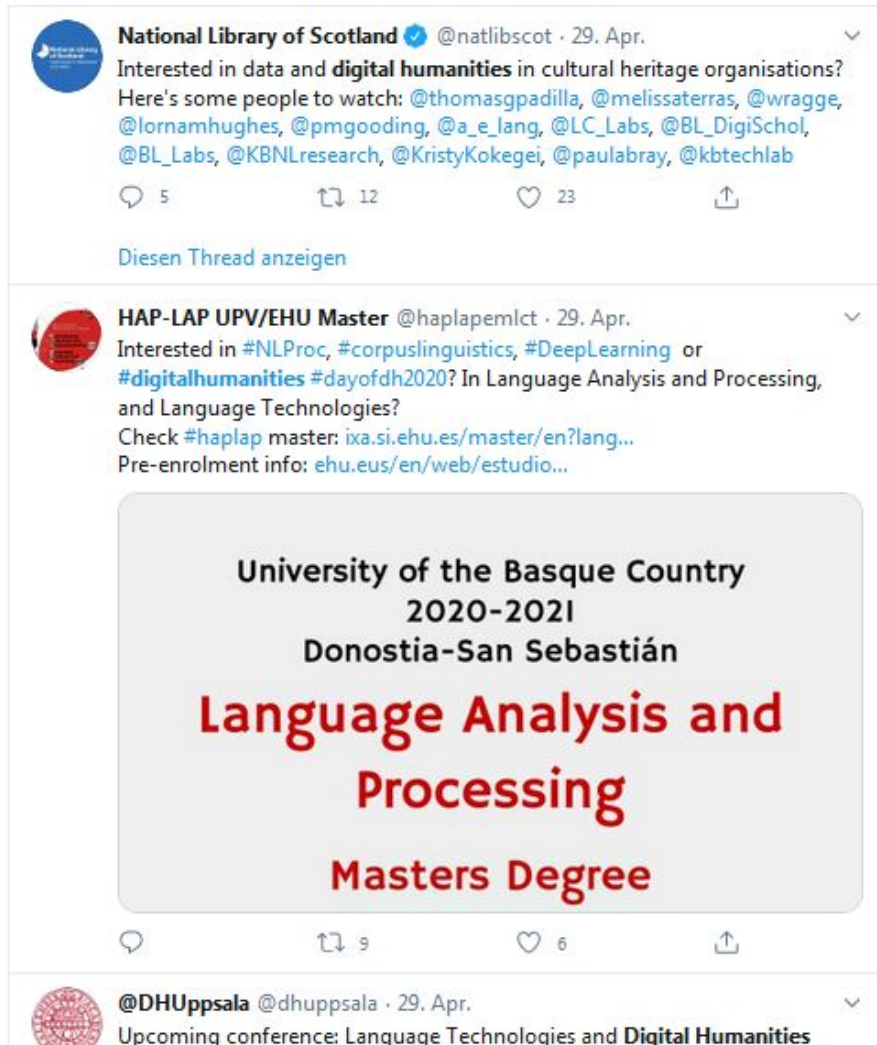 National Library of Scotland @natlibscot · 29. Apr.
Interested in data and digital humanities in cultural heritage organisations?
Here's some people to watch: @thomasgpadilla, @melissaterras, @wragge,
@lornamhughes, @pmgooding, @a_e_lang, @LC_Labs, @BL_DigiSchol,
@BL_Labs, @KBNLresearch, @KristyKokegei, @paulabray, @kbtechlab
5 12 23
Diesen Thread anzeigen
HAP-LAP UPV/EHU Master @haplapemlct · 29. Apr.
Interested in #NLProc, #corpuslinguistics, #DeepLearning or
#digitalhumanities #dayofdh2020? In Language Analysis and Processing,
and Language Technologies?
Check #haplap master: ixa.si.ehu.es/master/en?lang...
Pre-enrolment info: ehu.eus/en/web/estudio...
University of the Basque Country
2020-2021
Donostia-San Sebastián
Language Analysis and
Processing
Masters Degree
9 6
@DHUppsala @dhuppsala · 29. Apr.
Upcoming conference: Language Technologies and Digital Humanities